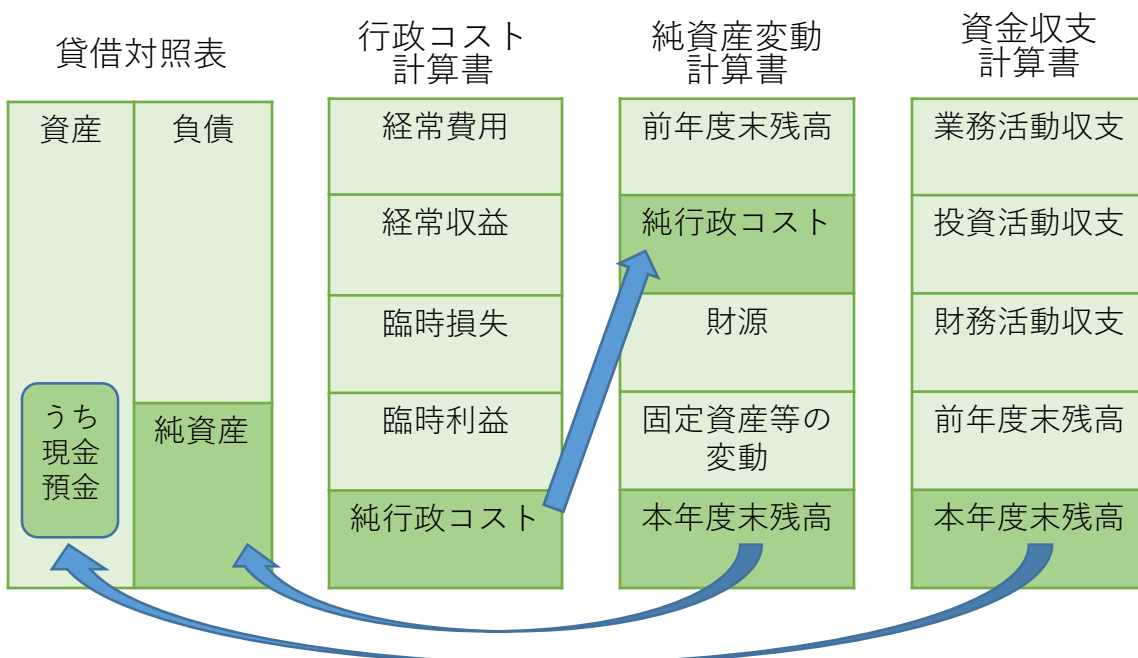 貸借対照表
資産
負債
うち
現金
預金
純資産
行政コスト
計算書
経常費用
経常収益
臨時損失
臨時利益
純行政コスト
純資産変動
計算書
前年度末残高
純行政コスト
財源
固定資産等の
変動
本年度末残高
資金収支
計算書
業務活動収支
投資活動収支
財務活動収支
前年度末残高
本年度末残高